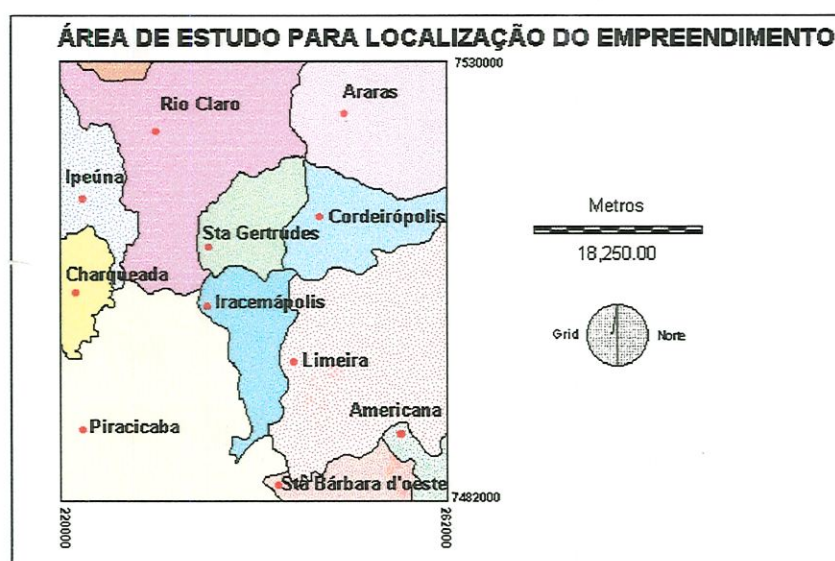 ÁREA DE ESTUDO PARA LOCALIZAÇÃO DO EMPREENDIMENTO
7530000
Rio Claro
Araras
Ipeúna
Cordeirópolis
Sta Gertrudes
Metros
18,250.00
Charqueada
Iracemápolis
Grid
Norte
Limeira
Americana
Piracicaba
Stã Bárbara d'oeste
7482000
220000
262000